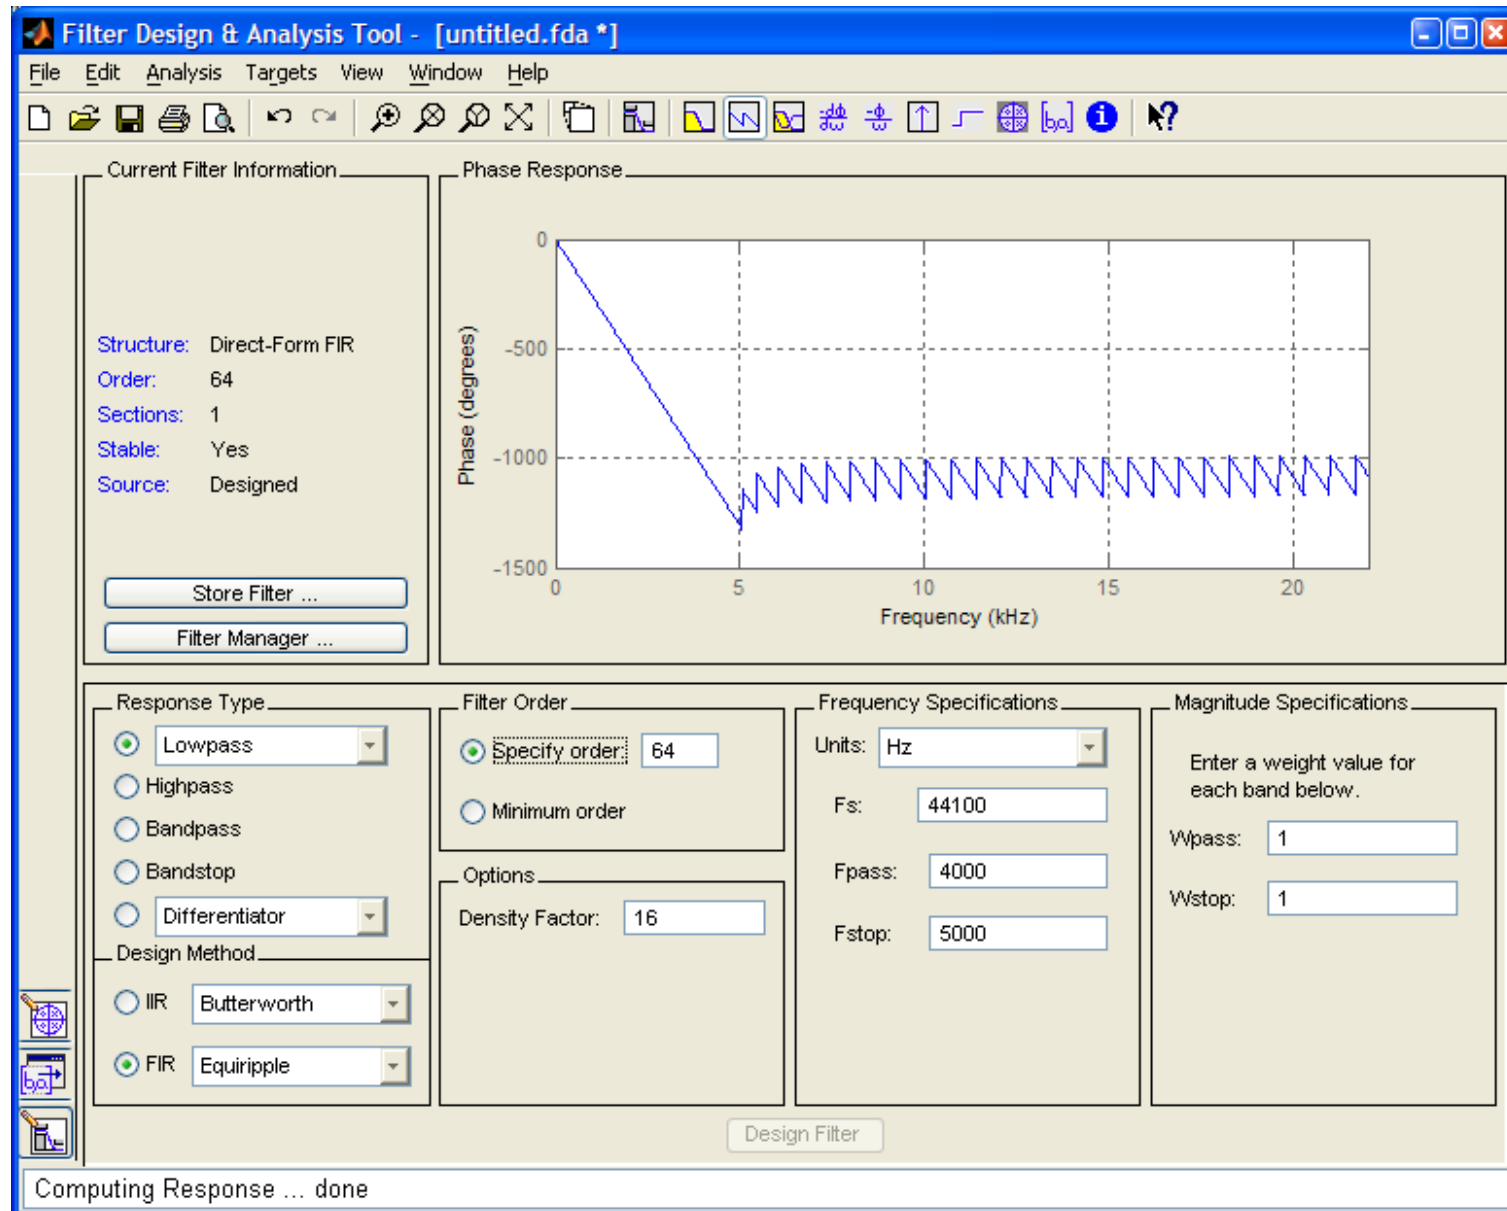 Filter Design & Analysis Tool - [untitled.fda *]
File Edit Analysis Targets View Window Help
Current Filter Information
Structure: Direct-Form FIR
Order: 64
Sections: 1
Stable: Yes
Source: Designed
Store Filter ...
Filter Manager ...
Phase Response
Phase (degrees)
0
-500
-1000
-1500
0 5 10 15 20
Frequency (kHz)
Response Type
Lowpass
Highpass
Bandpass
Bandstop
Differentiator
Design Method
IIR Butterworth
FIR Equiripple
Filter Order
Specify order: 64
Minimum order
Options
Density Factor: 16
Frequency Specifications
Units: Hz
Fs: 44100
Fpass: 4000
Fstop: 5000
Magnitude Specifications
Enter a weight value for
each band below.
Wpass: 1
Wstop: 1
Design Filter
Computing Response ... done